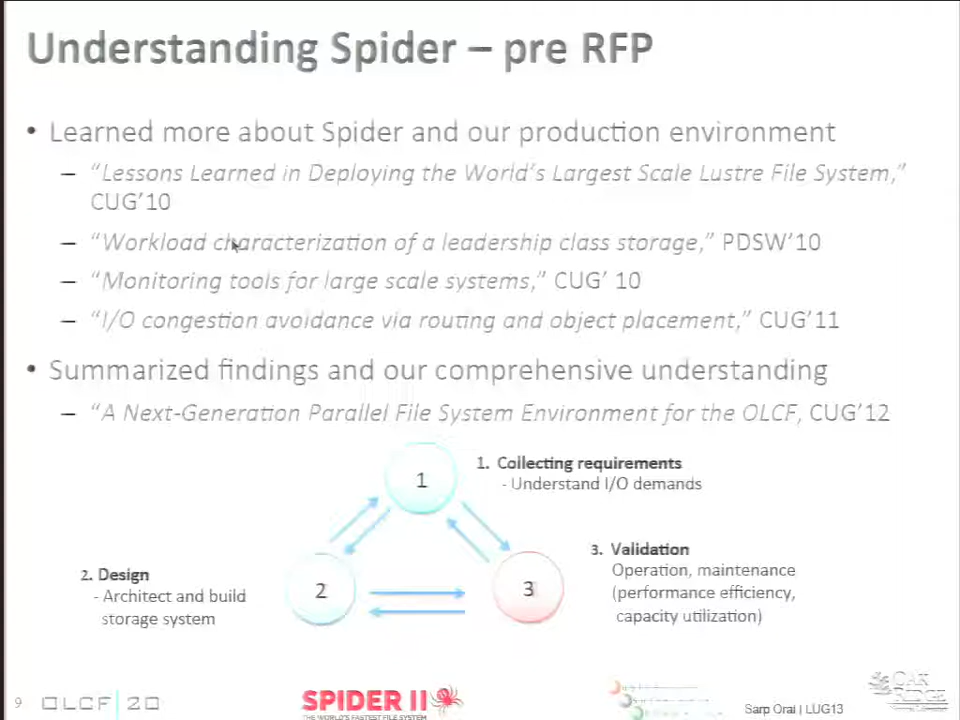 Understanding Spider – pre RFP
• Learned more about Spider and our production environment
– “Lessons Learned in Deploying the World’s Largest Scale Lustre File System,”
CUG’10
– “Workload characterization of a leadership class storage,” PDSW’10
– “Monitoring tools for large scale systems,” CUG’ 10
– “I/O congestion avoidance via routing and object placement,” CUG’11
• Summarized findings and our comprehensive understanding
– “A Next-Generation Parallel File System Environment for the OLCF, CUG’12
1
1. Collecting requirements
- Understand I/O demands
2
3
2. Design
- Architect and build
storage system
3. Validation
Operation, maintenance
(performance efficiency,
capacity utilization)
9
OLCF 20
SPIDER II
THE WORLD'S FASTEST FILE SYSTEM
Sarp Oral | LUG13
OAK
RIDGE